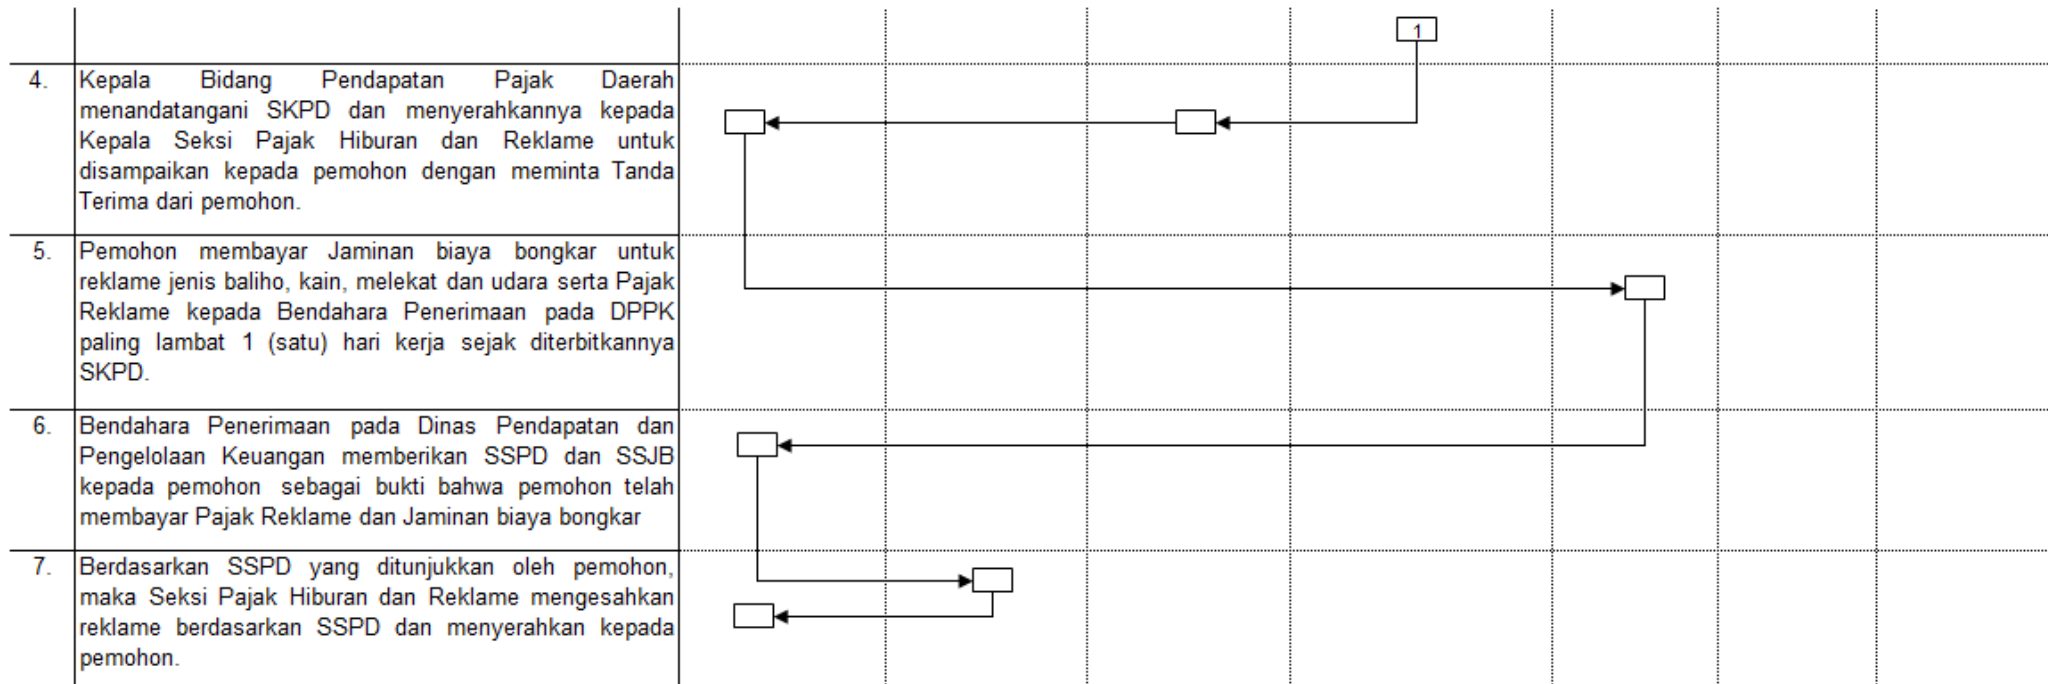 1
4. Kepala Bidang Pendapatan Pajak Daerah
menandatangani SKPD dan menyerahkannya kepada
Kepala Seksi Pajak Hiburan dan Reklame untuk
disampaikan kepada pemohon dengan meminta Tanda
Terima dari pemohon.
5. Pemohon membayar Jaminan biaya bongkar untuk
reklame jenis baliho, kain, melekat dan udara serta Pajak
Reklame kepada Bendahara Penerimaan pada DPPK
paling lambat 1 (satu) hari kerja sejak diterbitkannya
SKPD.
6. Bendahara Penerimaan pada Dinas Pendapatan dan
Pengelolaan Keuangan memberikan SSPD dan SSJB
kepada pemohon sebagai bukti bahwa pemohon telah
membayar Pajak Reklame dan Jaminan biaya bongkar
7. Berdasarkan SSPD yang ditunjukkan oleh pemohon,
maka Seksi Pajak Hiburan dan Reklame mengesahkan
reklame berdasarkan SSPD dan menyerahkan kepada
pemohon.